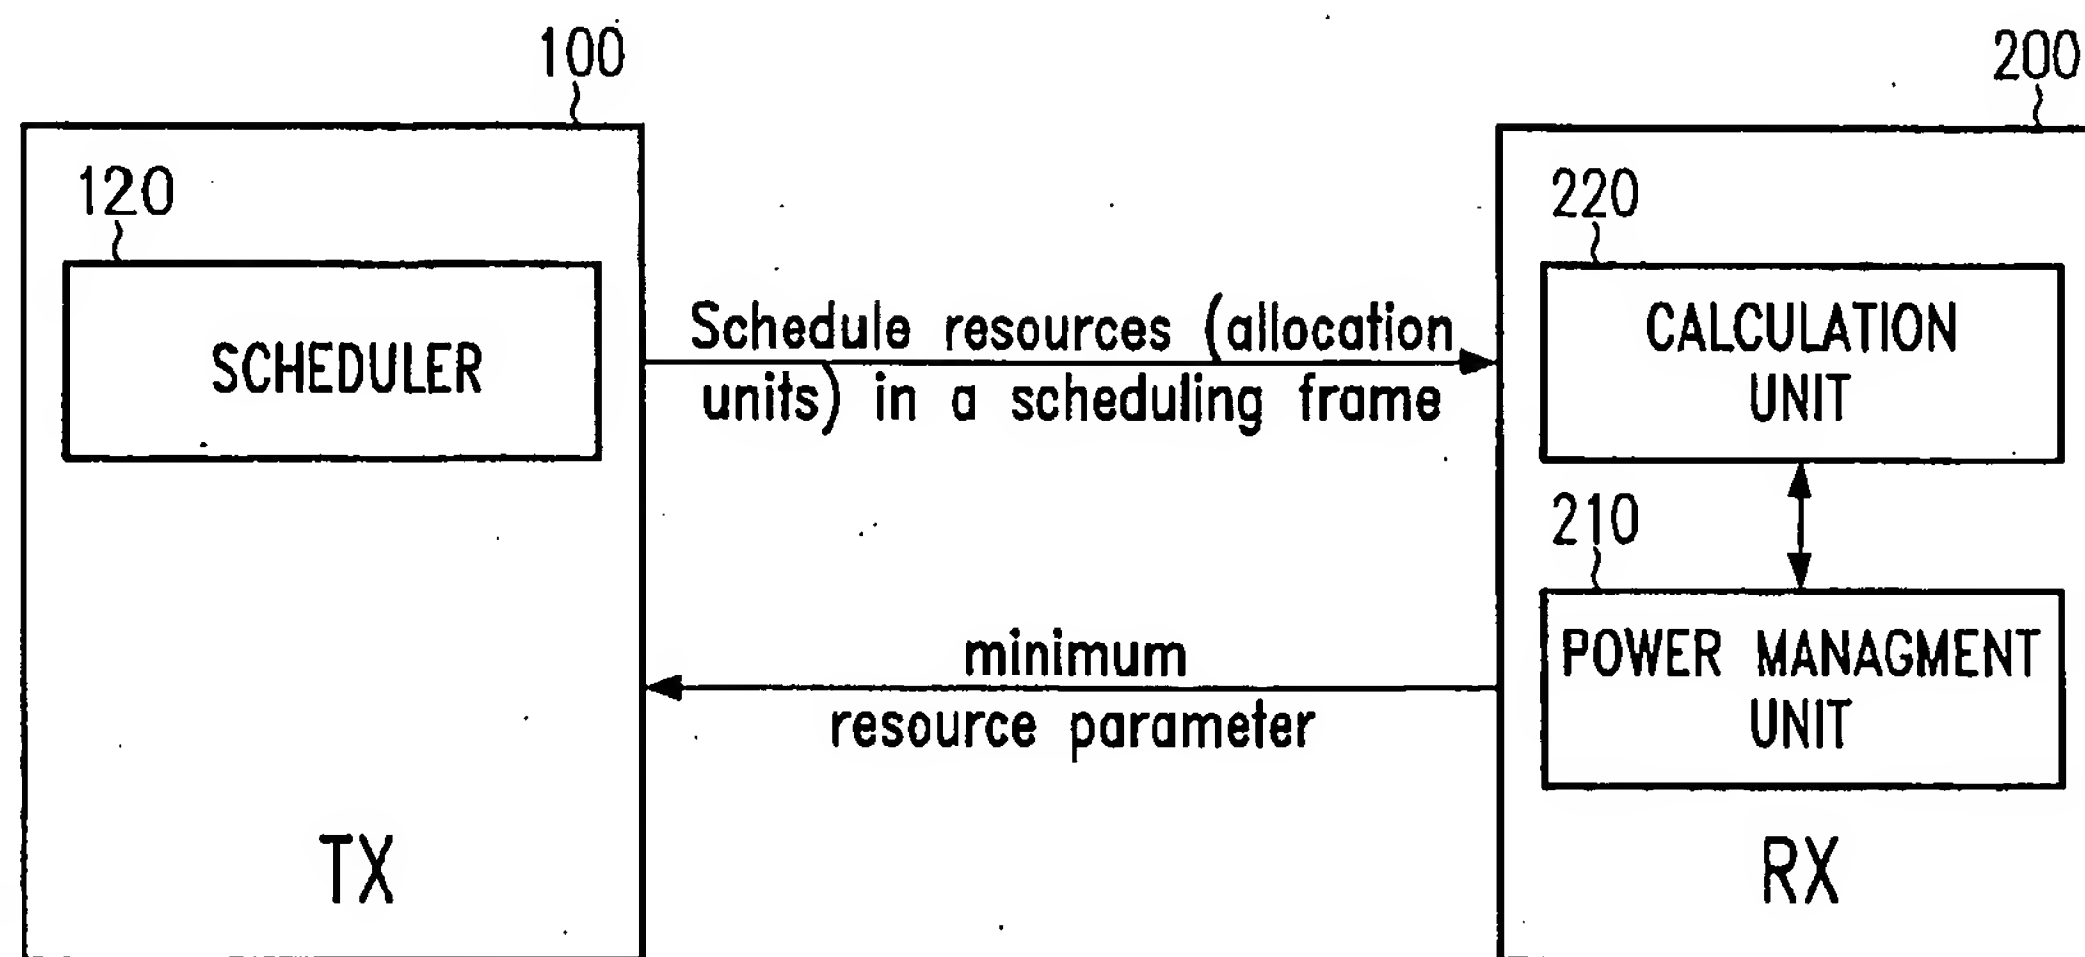 100
200
120
220
SCHEDULER
Schedule resources (allocation
units) in a scheduling frame
CALCULATION
UNIT
210
minimum
resource parameter
POWER MANAGMENT
UNIT
TX
RX